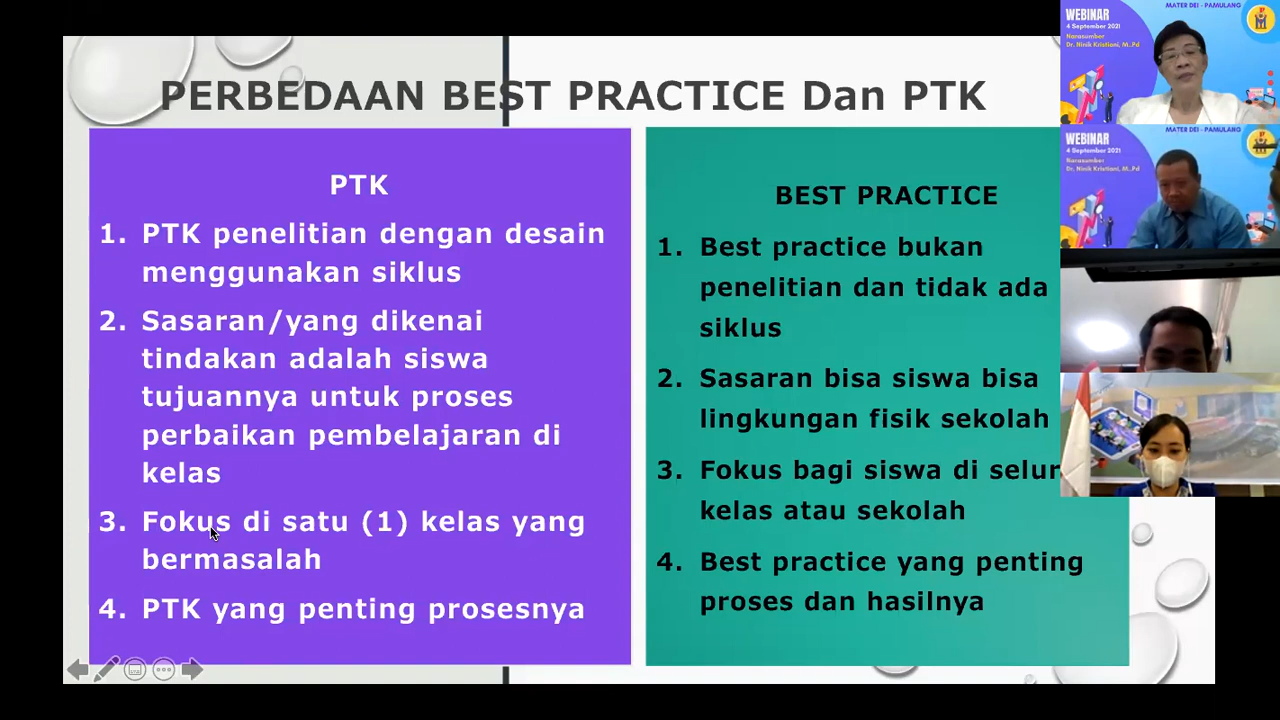 PERBEDAAN BEST PRACTICE Dan PTK
PTK
1. PTK penelitian dengan desain
menggunakan siklus
2. Sasaran/yang dikenai
tindakan adalah siswa
tujuannya untuk proses
perbaikan pembelajaran di
kelas
3. Fokus di satu (1) kelas yang
bermasalah
4. PTK yang penting prosesnya
BEST PRACTICE
1. Best practice bukan
penelitian dan tidak ada
siklus
2. Sasaran bisa siswa bisa
lingkungan fisik sekolah
3. Fokus bagi siswa di selur
kelas atau sekolah
4. Best practice yang penting
proses dan hasilnya
MATER DEI - PAMULANG
WEBINAR
4 September 2021
Narasumber
Dr. Ninik Kristiani, M..Pd
MATER DEI - PAMULANG
WEBINAR
4 September 2021
Narasumber
Dr. Ninik Kristiani, M..Pd